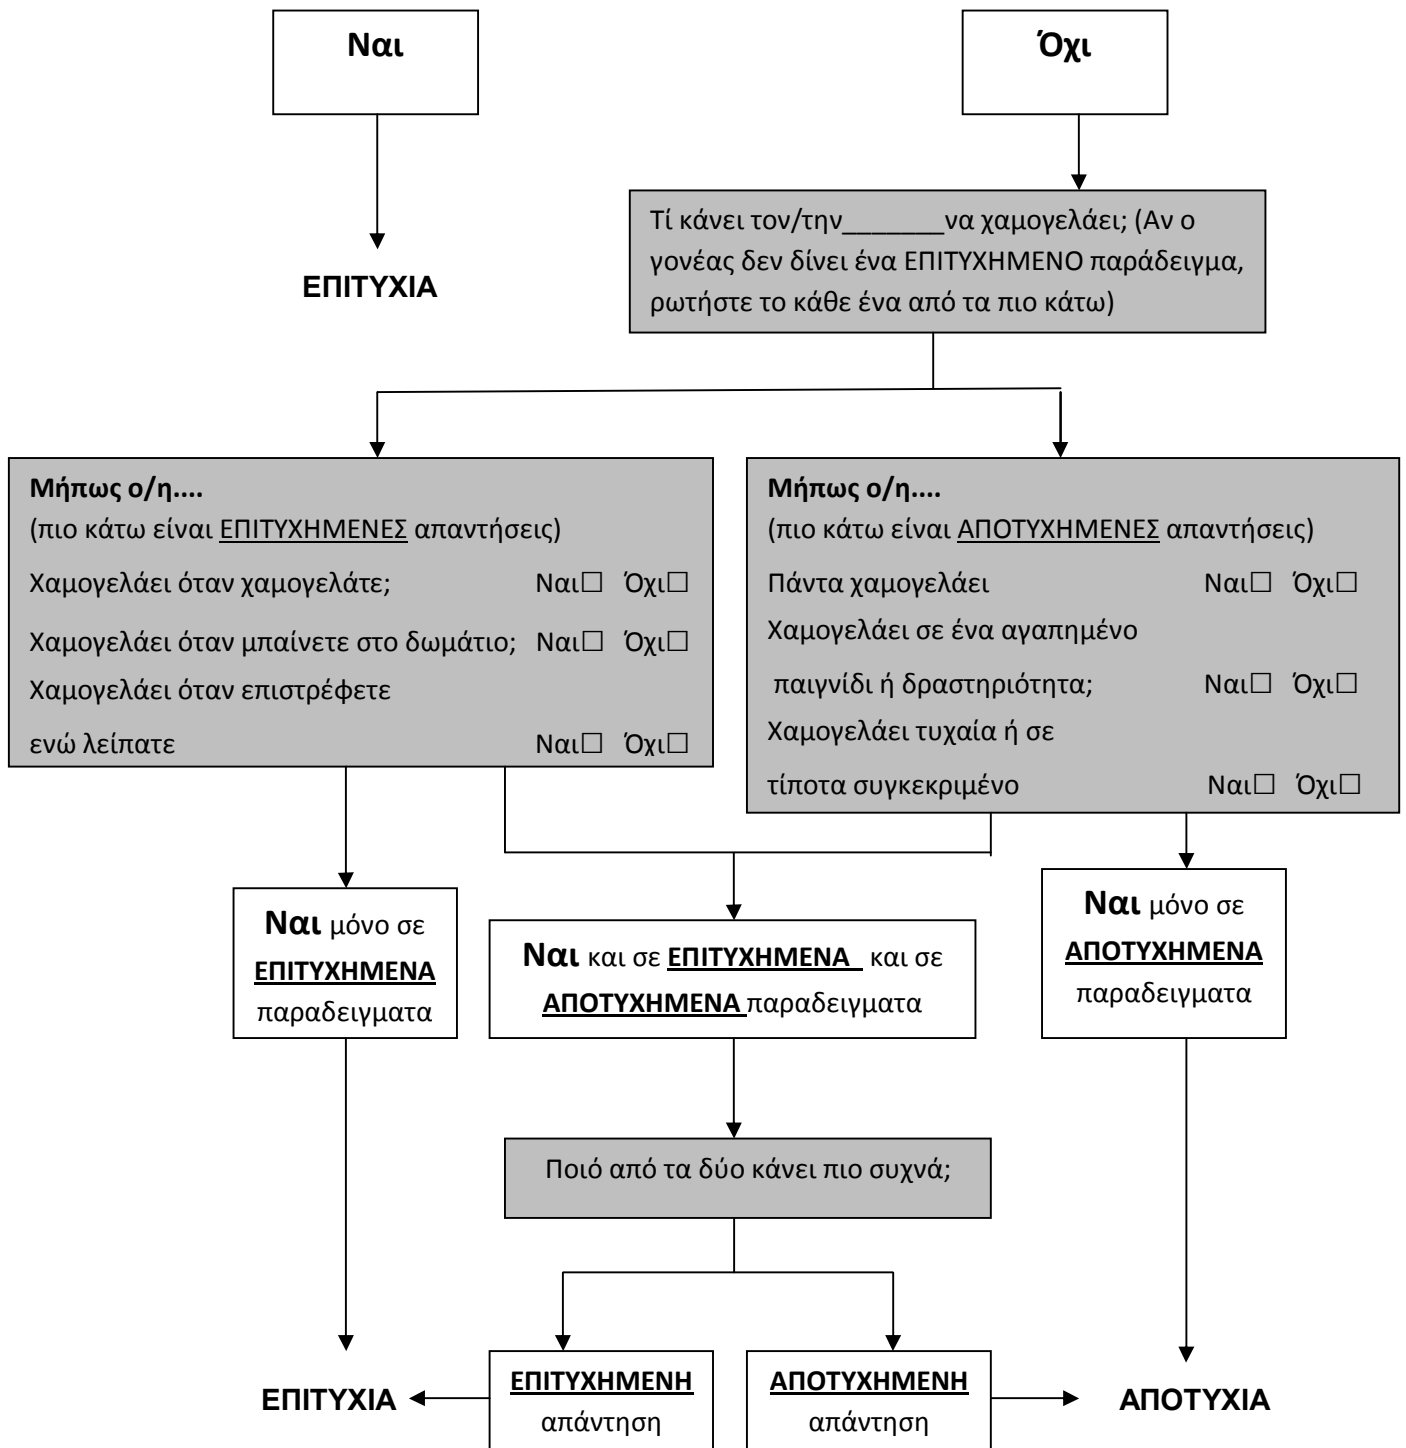 Ναι
Όχι
Τί κάνει τον/την_______να χαμογελάει; (Αν ο
γονέας δεν δίνει ένα ΕΠΙΤΥΧΗΜΕΝΟ παράδειγμα,
ρωτήστε το κάθε ένα από τα πιο κάτω)
ΕΠΙΤΥΧΙΑ
Μήπως ο/η....
(πιο κάτω είναι ΕΠΙΤΥΧΗΜΕΝΕΣ απαντήσεις)
Χαμογελάει όταν χαμογελάτε; Ναι☐ Όχι☐
Χαμογελάει όταν μπαίνετε στο δωμάτιο; Ναι☐ Όχι☐
Χαμογελάει όταν επιστρέφετε
ενώ λείπατε Ναι☐ Όχι☐
Μήπως ο/η....
(πιο κάτω είναι ΑΠΟΤΥΧΗΜΕΝΕΣ απαντήσεις)
Πάντα χαμογελάει Ναι☐ Όχι☐
Χαμογελάει σε ένα αγαπημένο
παιγνίδι ή δραστηριότητα; Ναι☐ Όχι☐
Χαμογελάει τυχαία ή σε
τίποτα συγκεκριμένο Ναι☐ Όχι☐
Ναι μόνο σε
ΕΠΙΤΥΧΗΜΕΝΑ
παραδειγματα
Ναι και σε ΕΠΙΤΥΧΗΜΕΝΑ και σε
ΑΠΟΤΥΧΗΜΕΝΑ παραδειγματα
Ναι μόνο σε
ΑΠΟΤΥΧΗΜΕΝΑ
παραδειγματα
Ποιό από τα δύο κάνει πιο συχνά;
ΕΠΙΤΥΧΙΑ
ΕΠΙΤΥΧΗΜΕΝΗ
απάντηση
ΑΠΟΤΥΧΗΜΕΝΗ
απάντηση
ΑΠΟΤΥΧΙΑ